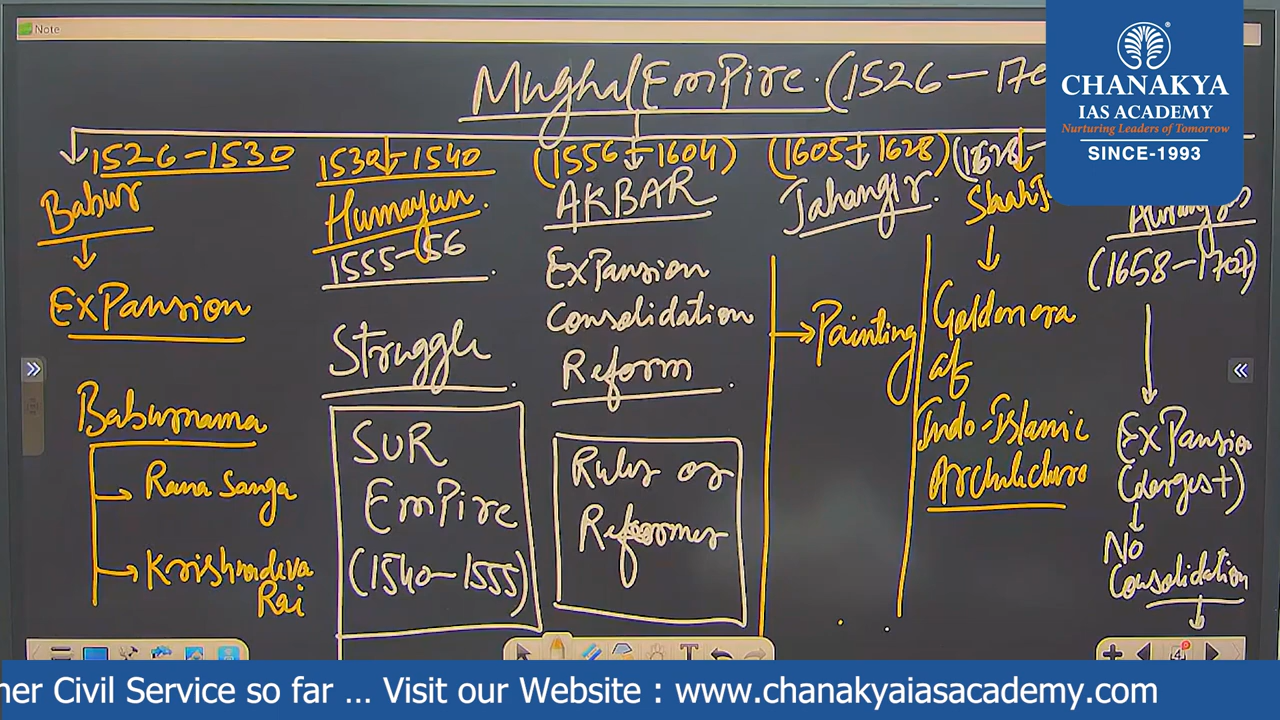 Note
Mughal Empire (1526-170
CHANAKYA
IAS ACADEMY
Nurturing Leaders of Tomorrow
SINCE-1993
1526-1530
Babur
Expansion
Baburnama
Rana Sanga
Krishnadeva
Rai
1530-1540
Humayun.
1555-56
Struggle
SUR
Empire
(1540-1555)
(1556-1604)
AKBAR
Expansion
Consolidation
Reform
Ruler or
Reformer
(1605-1628)
Jahangir.
Painting
(1628-
ShahJ
Golden era
of
Indo-Islamic
Architecture
(1658-1707)
Expansion
(Largest)
No
Consolidation
ner Civil Service so far ... Visit our Website : www.chanakyaiasacademy.com